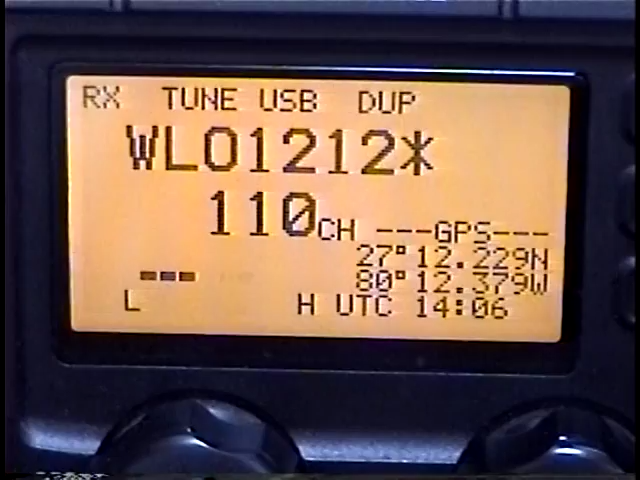 RX TUNE USB DUP
WLO1212*
110CH ---GPS---
27°12.229N
80°12.379W
L H UTC 14:06